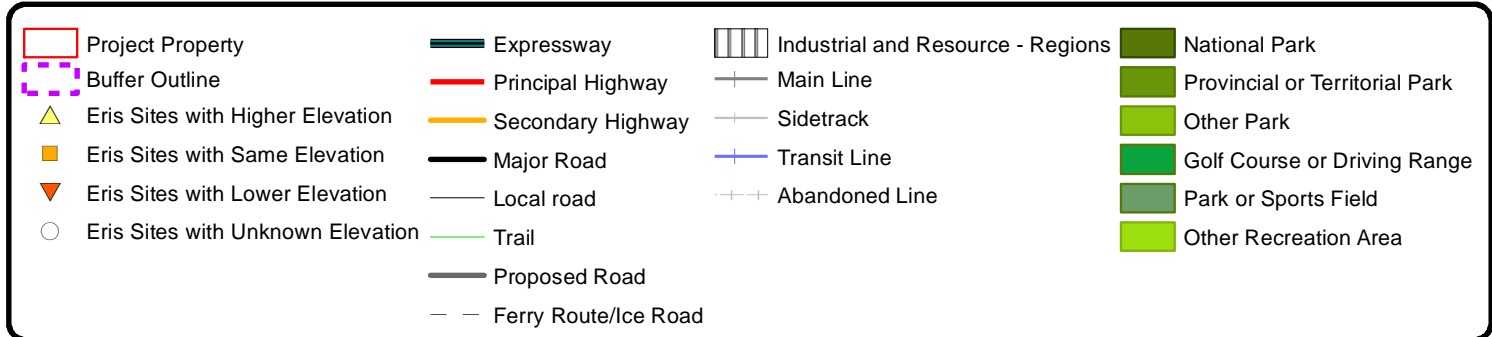 Project Property
Buffer Outline
Eris Sites with Higher Elevation
Eris Sites with Same Elevation
Eris Sites with Lower Elevation
Eris Sites with Unknown Elevation
Expressway
Principal Highway
Secondary Highway
Major Road
Local road
Trail
Proposed Road
Ferry Route/Ice Road
Industrial and Resource - Regions
Main Line
Sidetrack
Transit Line
Abandoned Line
National Park
Provincial or Territorial Park
Other Park
Golf Course or Driving Range
Park or Sports Field
Other Recreation Area